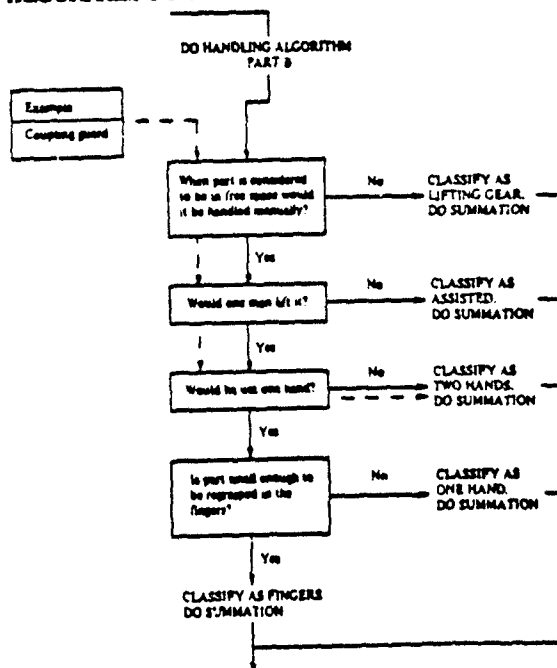 DO HANDLING ALGORITHM
PART B
Example
Coupling guard
When part is considered
to be in free space would
it be handled manually?
No
CLASSIFY AS
LIFTING GEAR.
DO SUMMATION
Yes
Would one man lift it?
No
CLASSIFY AS
ASSISTED.
DO SUMMATION
Yes
Would he use one hand?
No
CLASSIFY AS
TWO HANDS.
DO SUMMATION
Yes
Is part small enough to
be regrasped in the
fingers?
No
CLASSIFY AS
ONE HAND.
DO SUMMATION
Yes
CLASSIFY AS FINGERS
DO SUMMATION